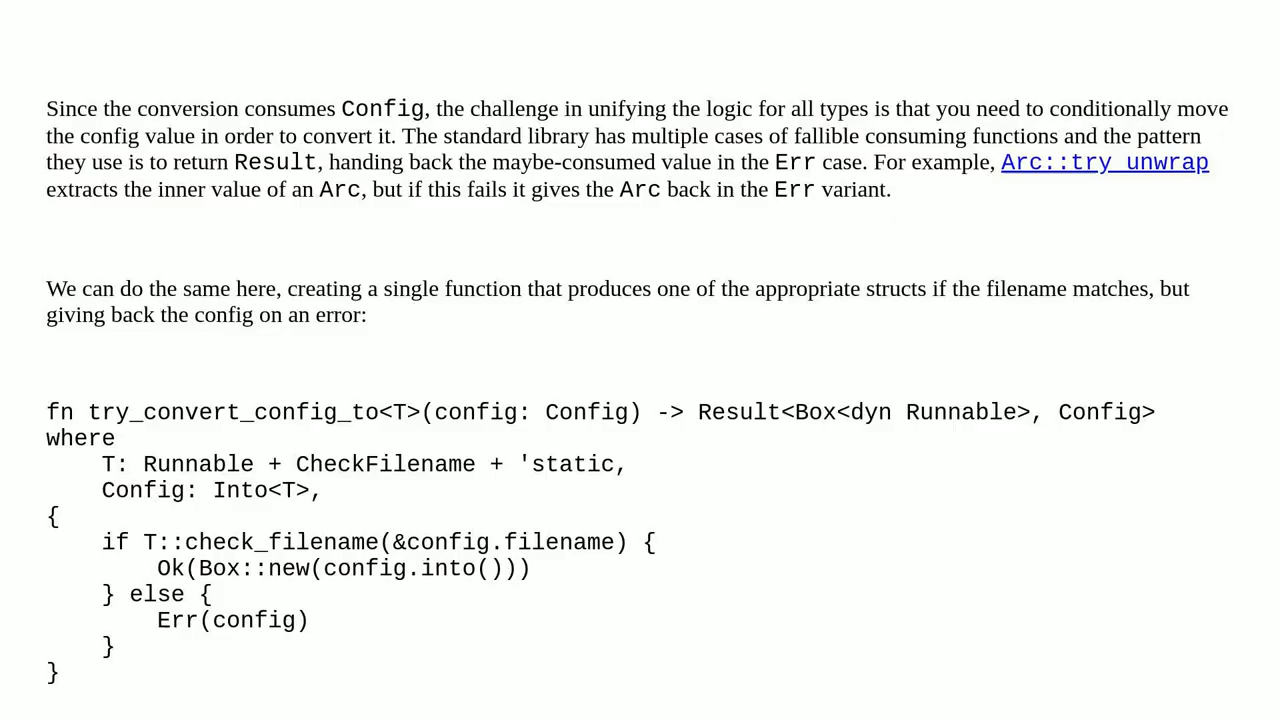 Since the conversion consumes Config, the challenge in unifying the logic for all types is that you need to conditionally move
the config value in order to convert it. The standard library has multiple cases of fallible consuming functions and the pattern
they use is to return Result, handing back the maybe-consumed value in the Err case. For example, Arc::try_unwrap
extracts the inner value of an Arc, but if this fails it gives the Arc back in the Err variant.
We can do the same here, creating a single function that produces one of the appropriate structs if the filename matches, but
giving back the config on an error:
fn try_convert_config_to<T>(config: Config) -> Result<Box<dyn Runnable>, Config>
where
    T: Runnable + CheckFilename + 'static,
    Config: Into<T>,
{
    if T::check_filename(&config.filename) {
        Ok(Box::new(config.into()))
    } else {
        Err(config)
    }
}